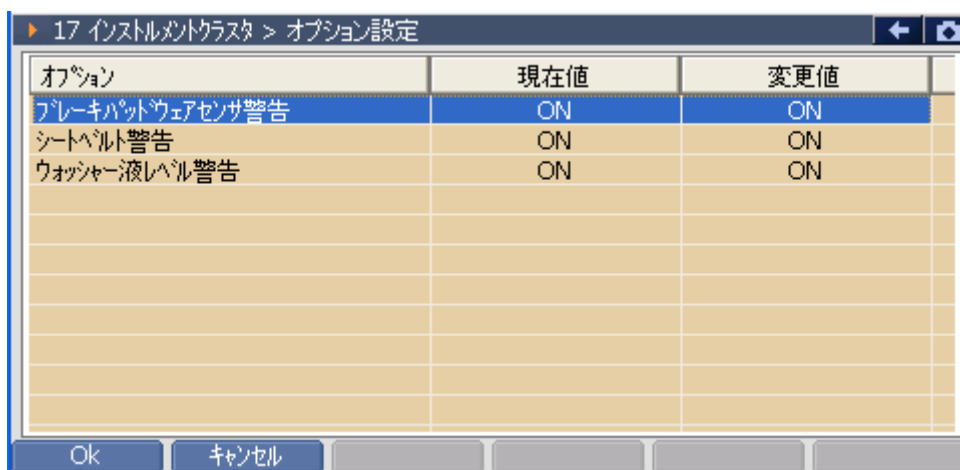 17 インストルメントクラスタ > オプション設定
オプション 現在値 変更値
ブレーキパッドウェアセンサ警告 ON ON
シートベルト警告 ON ON
ウォッシャー液レベル警告 ON ON
Ok キャンセル